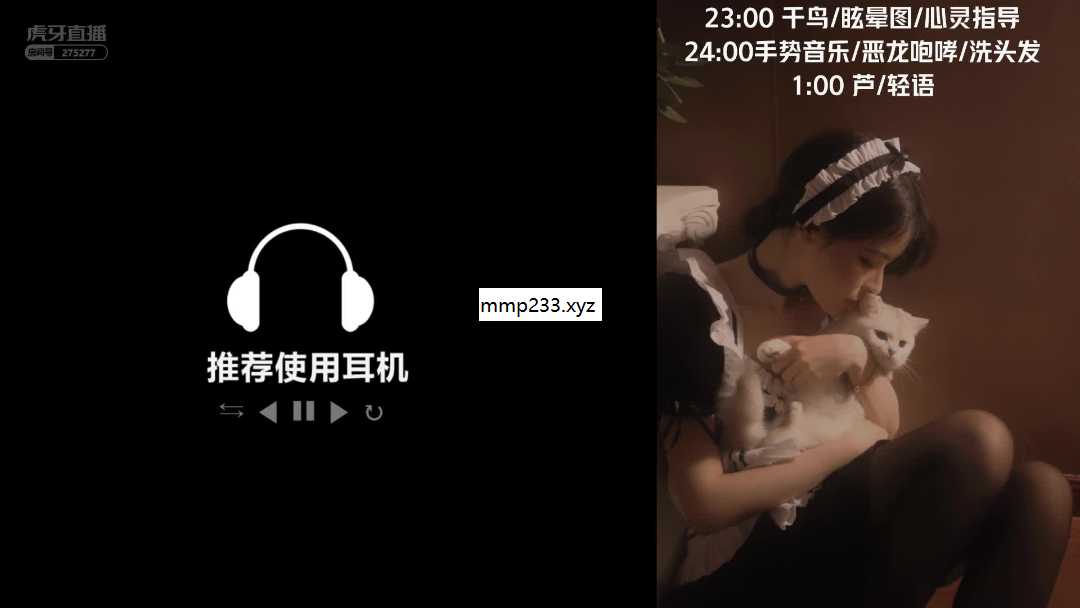 虎牙直播
房间号 275277
23:00 千鸟/眩晕图/心灵指导
24:00手势音乐/恶龙咆哮/洗头发
1:00 芦/轻语
mmp233.xyz
推荐使用耳机